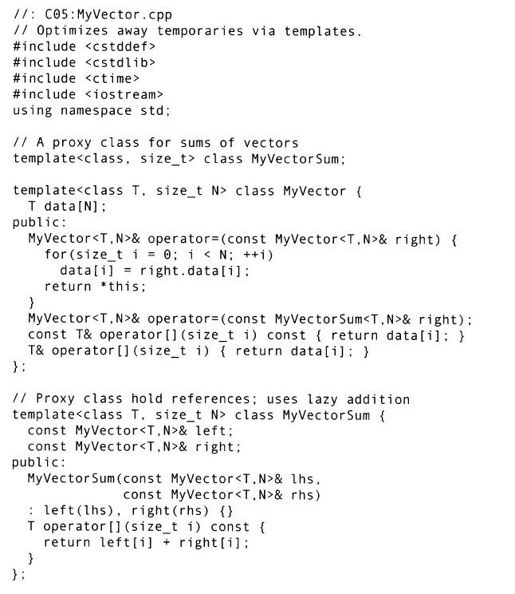 //: C05:MyVector.cpp
// Optimizes away temporaries via templates.
#include <cstddef>
#include <cstdlib>
#include <ctime>
#include <iostream>
using namespace std;

// A proxy class for sums of vectors
template<class, size_t> class MyVectorSum;

template<class T, size_t N> class MyVector {
  T data[N];
public:
  MyVector<T,N>& operator=(const MyVector<T,N>& right) {
    for(size_t i = 0; i < N; ++i)
      data[i] = right.data[i];
    return *this;
  }
  MyVector<T,N>& operator=(const MyVectorSum<T,N>& right);
  const T& operator[](size_t i) const { return data[i]; }
  T& operator[](size_t i) { return data[i]; }
};

// Proxy class hold references; uses lazy addition
template<class T, size_t N> class MyVectorSum {
  const MyVector<T,N>& left;
  const MyVector<T,N>& right;
public:
  MyVectorSum(const MyVector<T,N>& lhs,
              const MyVector<T,N>& rhs)
  : left(lhs), right(rhs) {}
  T operator[](size_t i) const {
    return left[i] + right[i];
  }
};